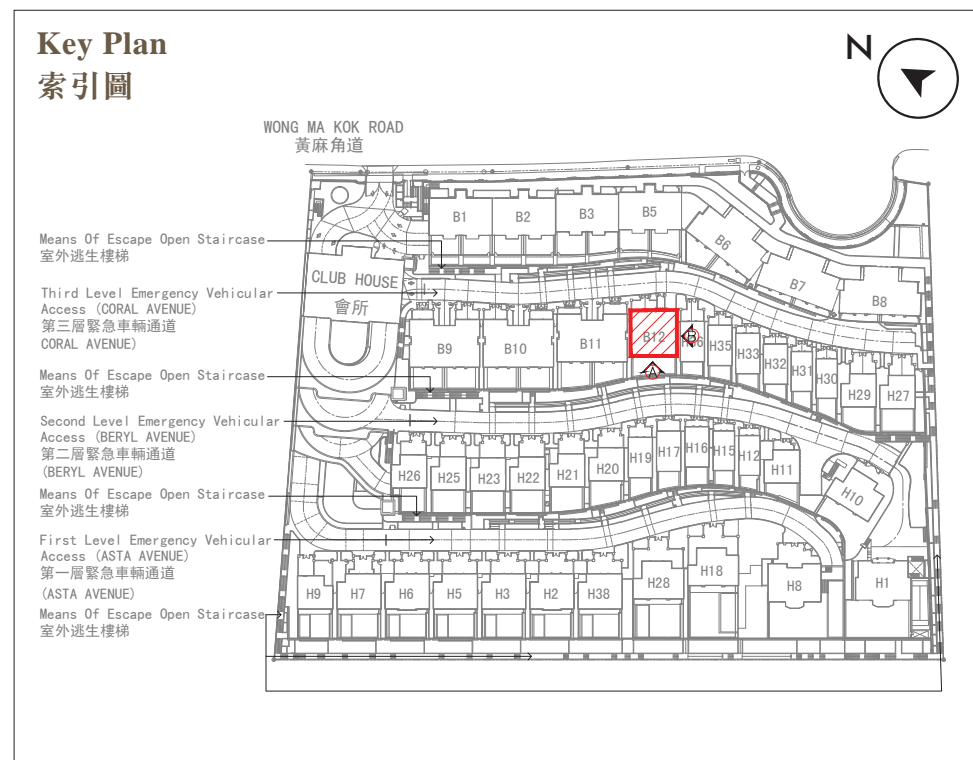 Key Plan
索引圖
N
WONG MA KOK ROAD
黃麻角道
B1
B2
B3
B5
B6
B7
B8
Means Of Escape Open Staircase
室外逃生樓梯
CLUB HOUSE
會所
Third Level Emergency Vehicular
Access (CORAL AVENUE)
第三層緊急車輛通道
CORAL AVENUE)
B9
B10
B11
B12
B
A
H35
H33
H32
H31
H30
H29
H27
Means Of Escape Open Staircase
室外逃生樓梯
Second Level Emergency Vehicular
Access (BERYL AVENUE)
第二層緊急車輛通道
(BERYL AVENUE)
H26
H25
H23
H22
H21
H20
H19
H17
H16
H15
H12
H11
H10
Means Of Escape Open Staircase
室外逃生樓梯
First Level Emergency Vehicular
Access (ASTA AVENUE)
第一層緊急車輛通道
(ASTA AVENUE)
H9
H7
H6
H5
H3
H2
H38
H28
H18
H8
H1
Means Of Escape Open Staircase
室外逃生樓梯